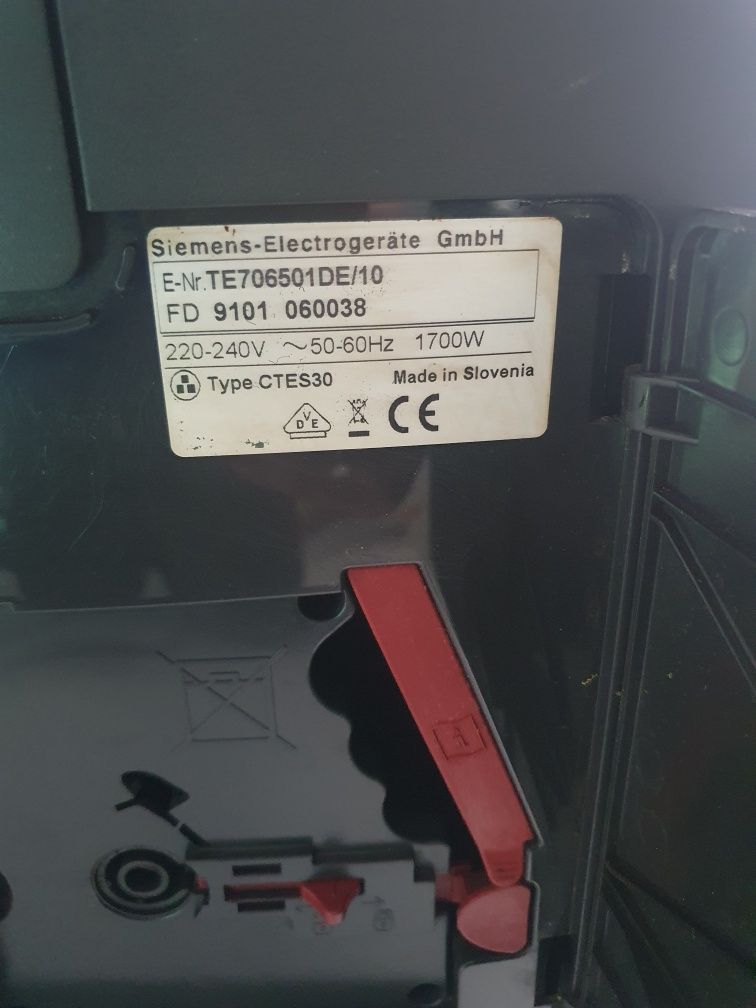 Siemens-Electrogeräte GmbH
E-Nr.TE706501DE/10
FD 9101 060038
220-240V ~50-60Hz 1700W
Type CTES30 Made in Slovenia
DVE CE